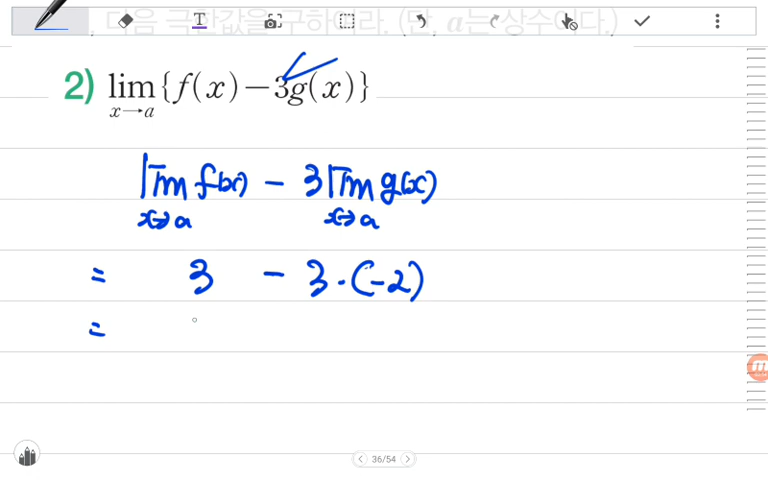 다음 극한값을 구하여라. (단, a는 상수이다.)
2) lim{f(x)-3g(x)}
x→a
lim f(x) - 3 lim g(x)
x→a x→a
= 3 - 3·(-2)
=
36/54